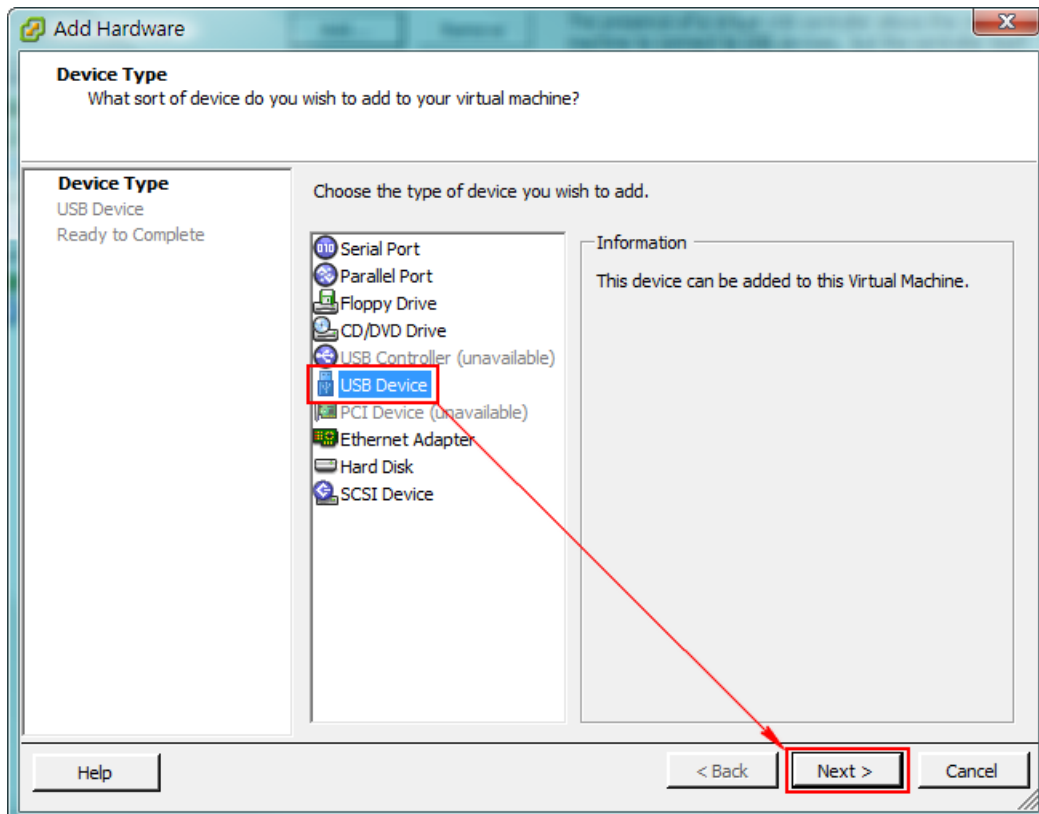 Add Hardware
Device Type
What sort of device do you wish to add to your virtual machine?
Device Type
USB Device
Ready to Complete
Choose the type of device you wish to add.
Serial Port
Parallel Port
Floppy Drive
CD/DVD Drive
USB Controller (unavailable)
USB Device
PCI Device (unavailable)
Ethernet Adapter
Hard Disk
SCSI Device
Information
This device can be added to this Virtual Machine.
Help
< Back
Next >
Cancel